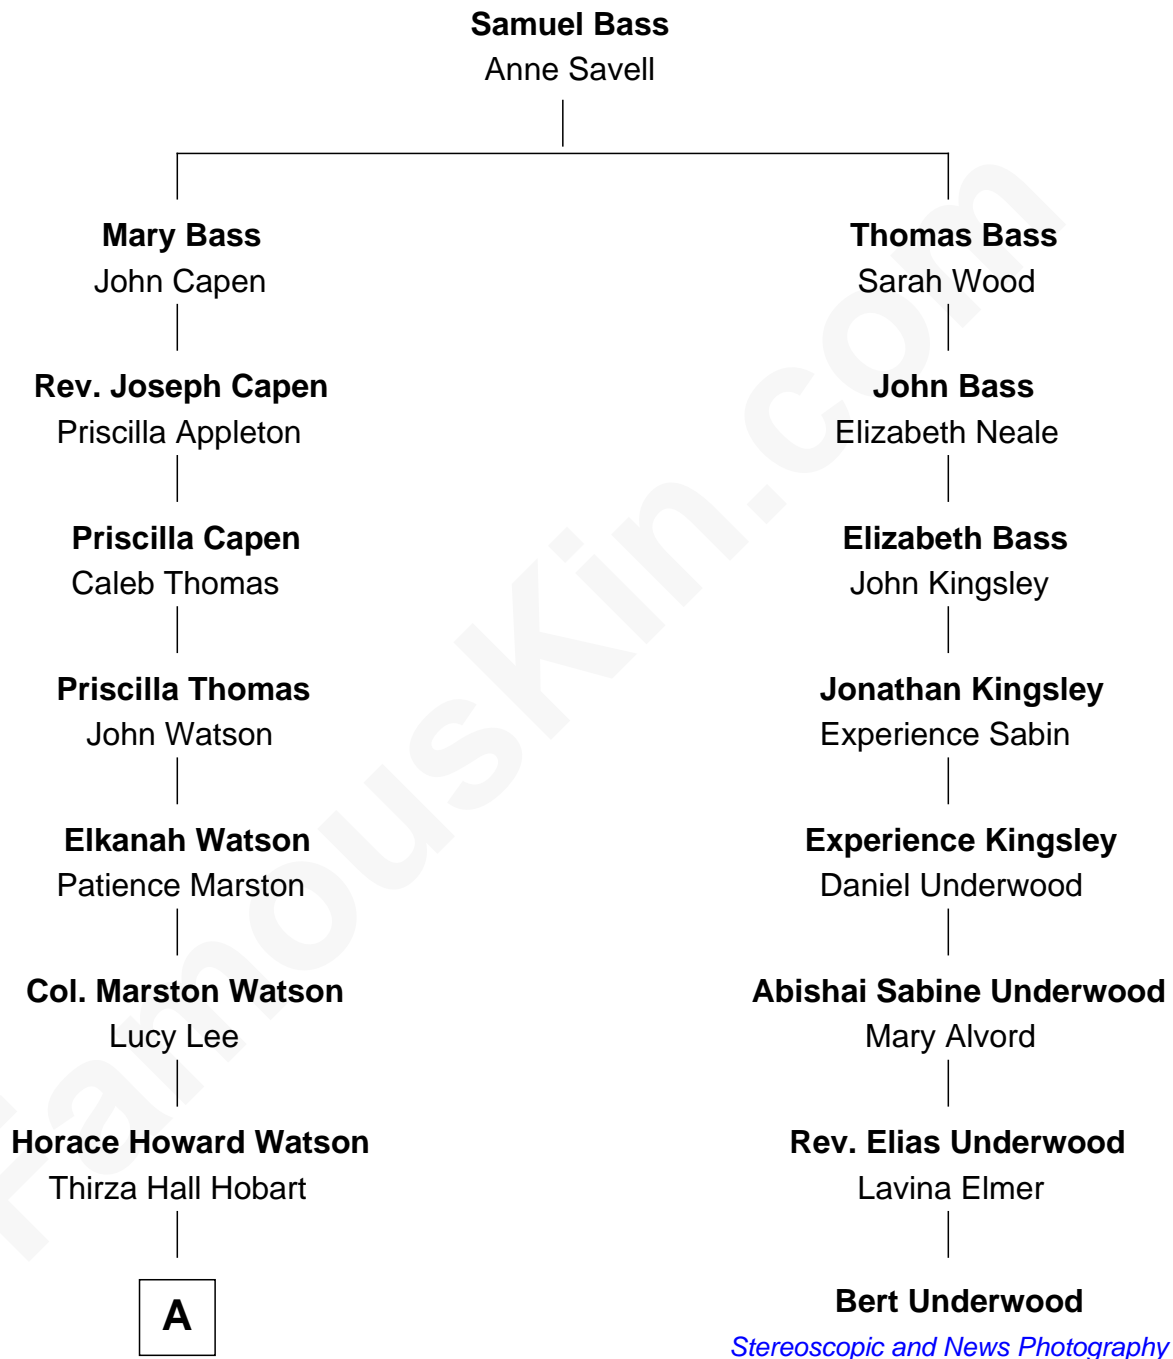 Samuel Bass
Anne Savell
Mary Bass
John Capen
Thomas Bass
Sarah Wood
Rev. Joseph Capen
Priscilla Appleton
John Bass
Elizabeth Neale
Priscilla Capen
Caleb Thomas
Elizabeth Bass
John Kingsley
Priscilla Thomas
John Watson
Jonathan Kingsley
Experience Sabin
Elkanah Watson
Patience Marston
Experience Kingsley
Daniel Underwood
Col. Marston Watson
Lucy Lee
Abishai Sabine Underwood
Mary Alvord
Horace Howard Watson
Thirza Hall Hobart
Rev. Elias Underwood
Lavina Elmer
A
Bert Underwood
Stereoscopic and News Photography
FamousKin.com